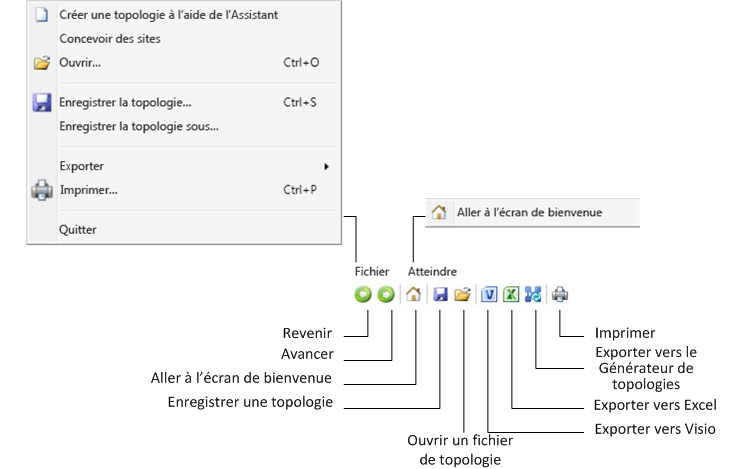 Créer une topologie à l'aide de l'Assistant
Concevoir des sites
Ouvrir... Ctrl+O
Enregistrer la topologie... Ctrl+S
Enregistrer la topologie sous...
Exporter
Imprimer... Ctrl+P
Quitter
Aller à l'écran de bienvenue
Fichier Atteindre
V X
Revenir
Avancer
Aller à l'écran de bienvenue
Enregistrer une topologie
Ouvrir un fichier
de topologie
Imprimer
Exporter vers le
Générateur de
topologies
Exporter vers Excel
Exporter vers Visio